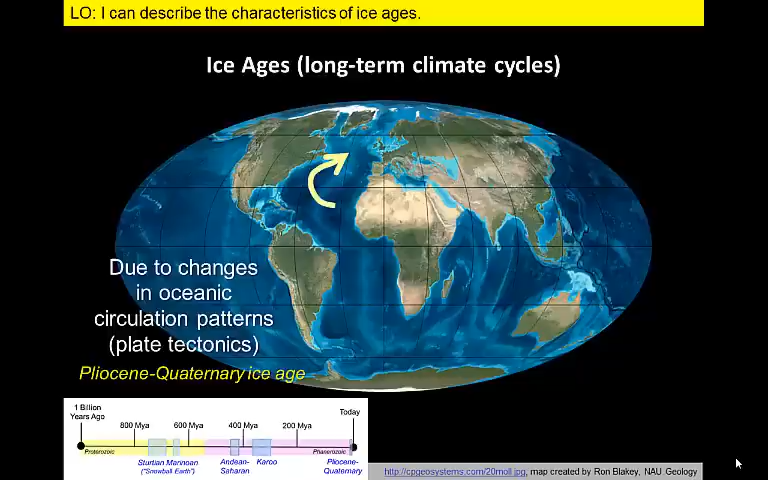 LO: I can describe the characteristics of ice ages.
Ice Ages (long-term climate cycles)
Due to changes
in oceanic
circulation patterns
(plate tectonics)
Pliocene-Quaternary ice age
1 Billion
Years Ago
800 Mya
600 Mya
400 Mya
200 Mya
Today
Proterozoic
Phanerozoic
Sturtian Marinoan
("Snowball Earth")
Andean-
Saharan
Karoo
Pliocene-
Quaternary
http://cpgeosystems.com/20moll.jpg, map created by Ron Blakey, NAU Geology